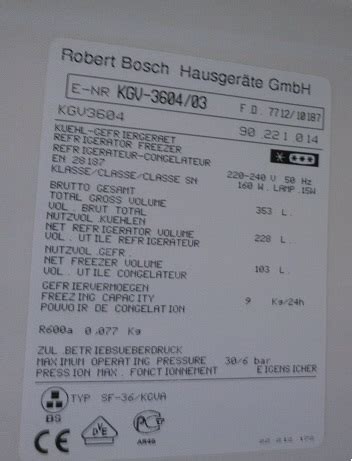 Robert Bosch Hausgeräte GmbH
E-NR KGV-3604/03 F D. 7712/10187
KGV3604 90 221 014
KUEHL-GEFRIERGERAET
REFRIGERATOR FREEZER
REFRIGERATEUR-CONGELATEUR
EN 28187 220-240 V 50 Hz
KLASSE/CLASSE/CLASSE SN 160 W. LAMP. 15W
BRUTTO GESAMT
TOTAL GROSS VOLUME 353 L.
VOL. BRUT TOTAL
NUTZVOL.KUEHLEN
NET REFRIGERATOR VOLUME 228 L.
VOL. UTILE REFRIGERATEUR
NUTZVOL.GEFR.
NET FREEZER VOLUME 103 L.
VOL. UTILE CONGELATEUR
GEFRIERVERMOEGEN
FREEZING CAPACITY 9 Kg/24h
POUVOIR DE CONGELATION
R600a 0,077 Kg
ZUL.BETRIEBSUEBERDRUCK
MAXIMUM OPERATING PRESSURE 30/6 bar
PRESSION MAX. FONCTIONNEMENT EIGENSICHER
TYP SF-36/KGVA
BS
CE DVE PCT